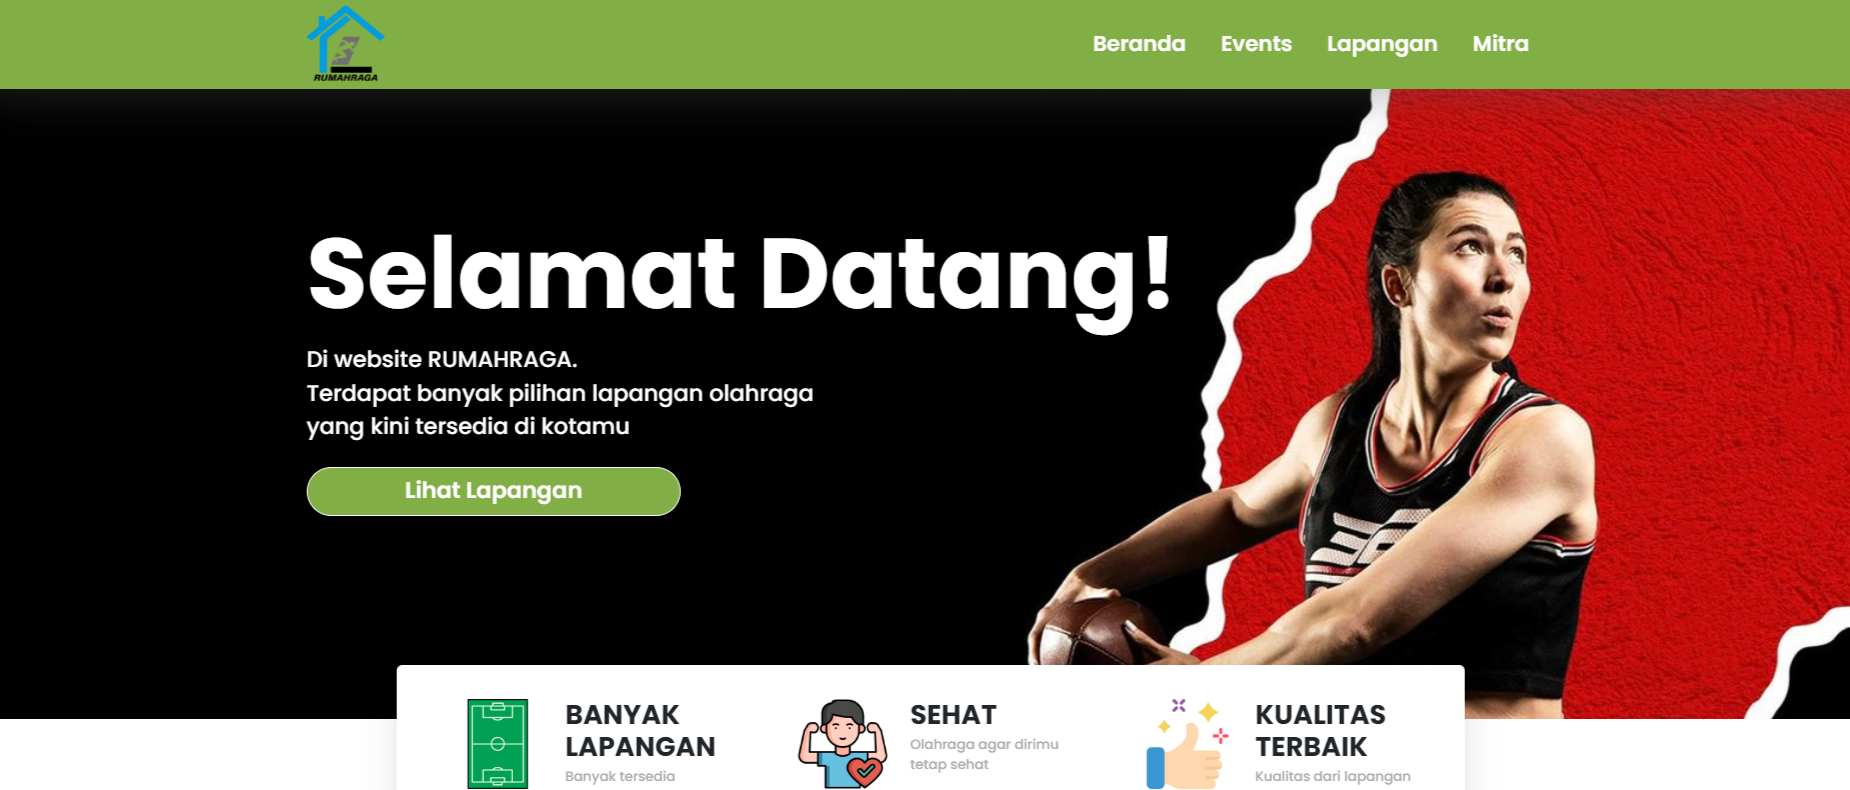 RUMAHRAGA
Beranda
Events
Lapangan
Mitra
Selamat Datang!
Di website RUMAHRAGA.
Terdapat banyak pilihan lapangan olahraga
yang kini tersedia di kotamu
Lihat Lapangan
BANYAK
LAPANGAN
Banyak tersedia
SEHAT
Olahraga agar dirimu
tetap sehat
KUALITAS
TERBAIK
Kualitas dari lapangan